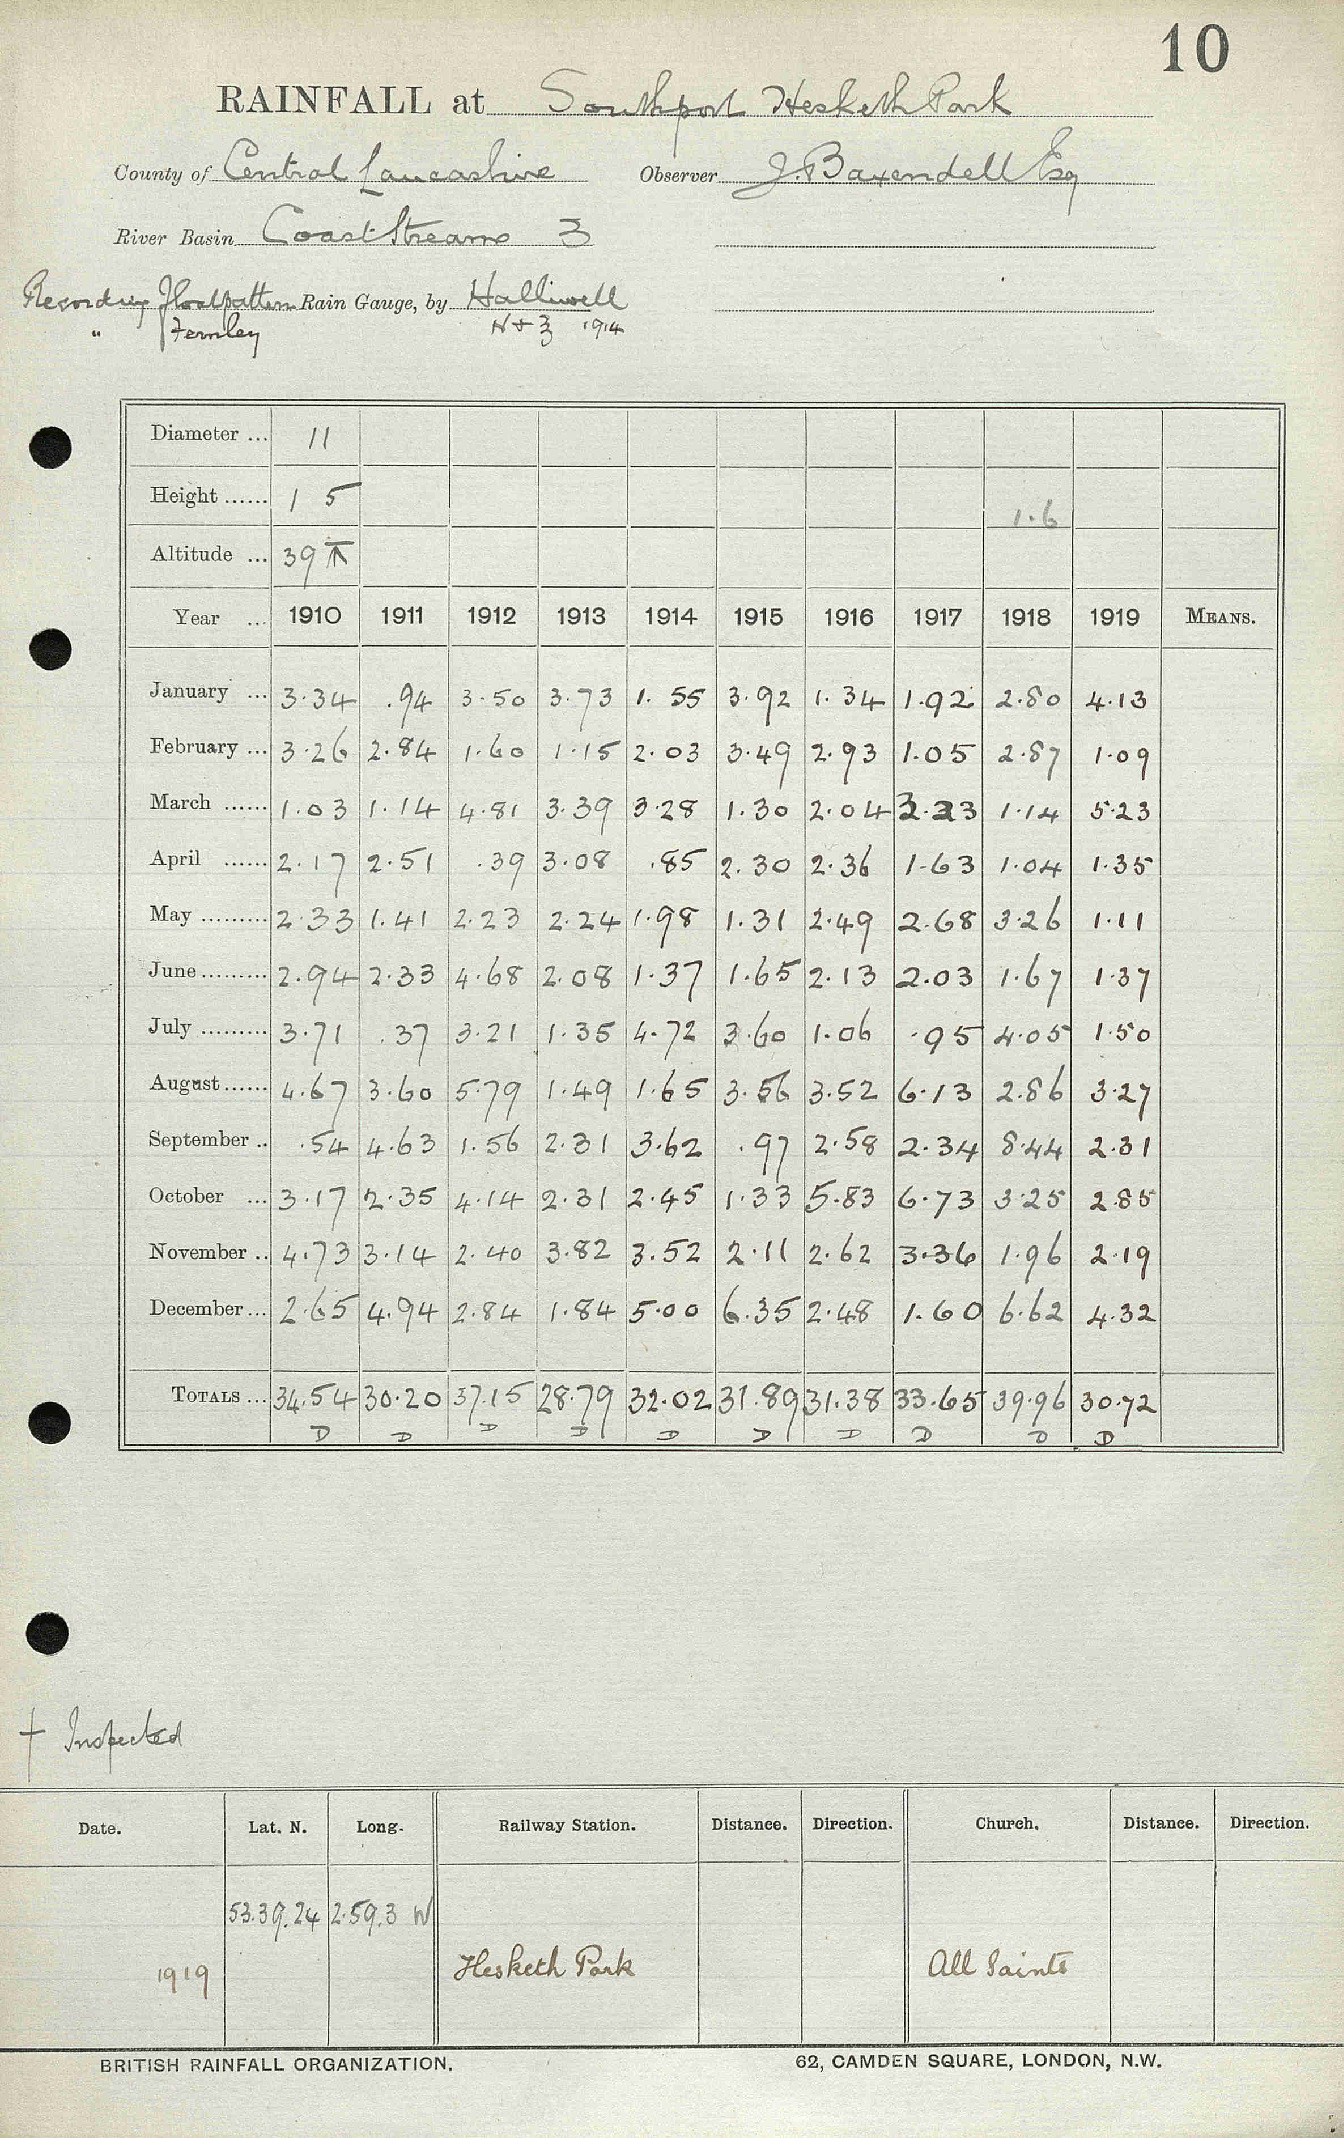 10
RAINFALL at Southport Hesketh Park
County of Central Lancashire Observer J. Baxendell Esq
River Basin Coast Streams 3
Recording Float pattern Rain Gauge, by Halliwell
" Fernley N & Z 1914
Diameter ... 11
Height ...... 1 5 1.6
Altitude ... 39
Year ... 1910 1911 1912 1913 1914 1915 1916 1917 1918 1919 MEANS.
January ... 3.34 .94 3.50 3.73 1.55 3.92 1.34 1.92 2.80 4.13
February ... 3.26 2.84 1.60 1.15 2.03 3.49 2.93 1.05 2.87 1.09
March ...... 1.03 1.14 4.81 3.39 3.28 1.30 2.04 3.23 1.14 5.23
April ...... 2.17 2.51 .39 3.08 .85 2.30 2.36 1.63 1.04 1.35
May ......... 2.33 1.41 2.23 2.24 1.98 1.31 2.49 2.68 3.26 1.11
June ......... 2.94 2.33 4.68 2.08 1.37 1.65 2.13 2.03 1.67 1.37
July ......... 3.71 .37 3.21 1.35 4.72 3.60 1.06 .95 4.05 1.50
August ...... 4.67 3.60 5.79 1.49 1.65 3.56 3.52 6.13 2.86 3.27
September .. .54 4.63 1.56 2.31 3.62 .97 2.58 2.34 8.44 2.31
October ... 3.17 2.35 4.14 2.31 2.45 1.33 5.83 6.73 3.25 2.85
November .. 4.73 3.14 2.40 3.82 3.52 2.11 2.62 3.36 1.96 2.19
December ... 2.65 4.94 2.84 1.84 5.00 6.35 2.48 1.60 6.62 4.32
TOTALS ... 34.54 30.20 37.15 28.79 32.02 31.89 31.38 33.65 39.96 30.72
D D D D D D D D D D
† Inspected
Date. Lat. N. Long. Railway Station. Distance. Direction. Church. Distance. Direction.
53.39.24 2.59.3 W
1919 Hesketh Park All Saints
BRITISH RAINFALL ORGANIZATION. 62, CAMDEN SQUARE, LONDON, N.W.